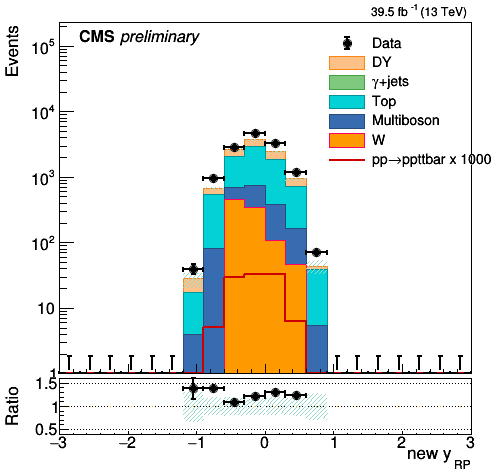 39.5 fb⁻¹ (13 TeV)
CMS preliminary
Events
Data
DY
γ+jets
Top
Multiboson
W
pp→ppttbar x 1000
10⁵
10⁴
10³
10²
10
1
Ratio
1.5
1
0.5
−3 −2 −1 0 1 2 3
new y_RP